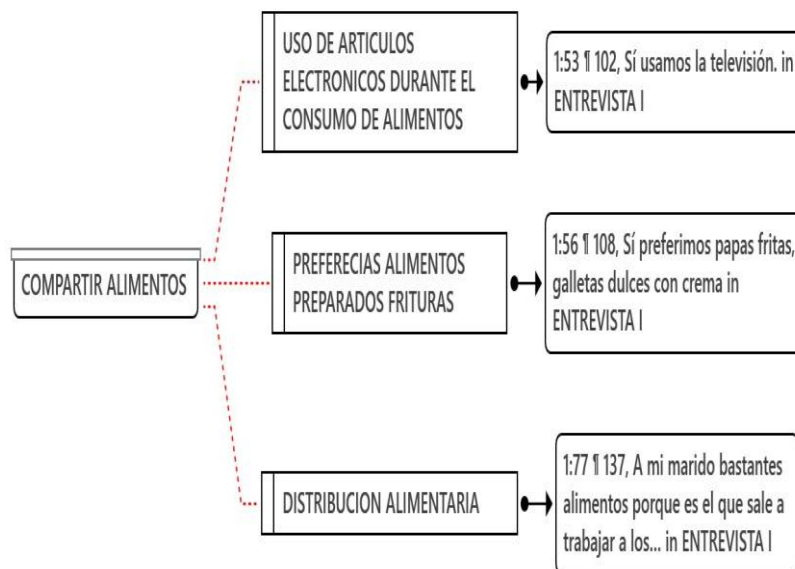 USO DE ARTICULOS
ELECTRONICOS DURANTE EL
CONSUMO DE ALIMENTOS
1:53 ¶ 102, Sí usamos la televisión. in
ENTREVISTA I
COMPARTIR ALIMENTOS
PREFERECIAS ALIMENTOS
PREPARADOS FRITURAS
1:56 ¶ 108, Sí preferimos papas fritas,
galletas dulces con crema in
ENTREVISTA I
DISTRIBUCION ALIMENTARIA
1:77 ¶ 137, A mi marido bastantes
alimentos porque es el que sale a
trabajar a los... in ENTREVISTA I